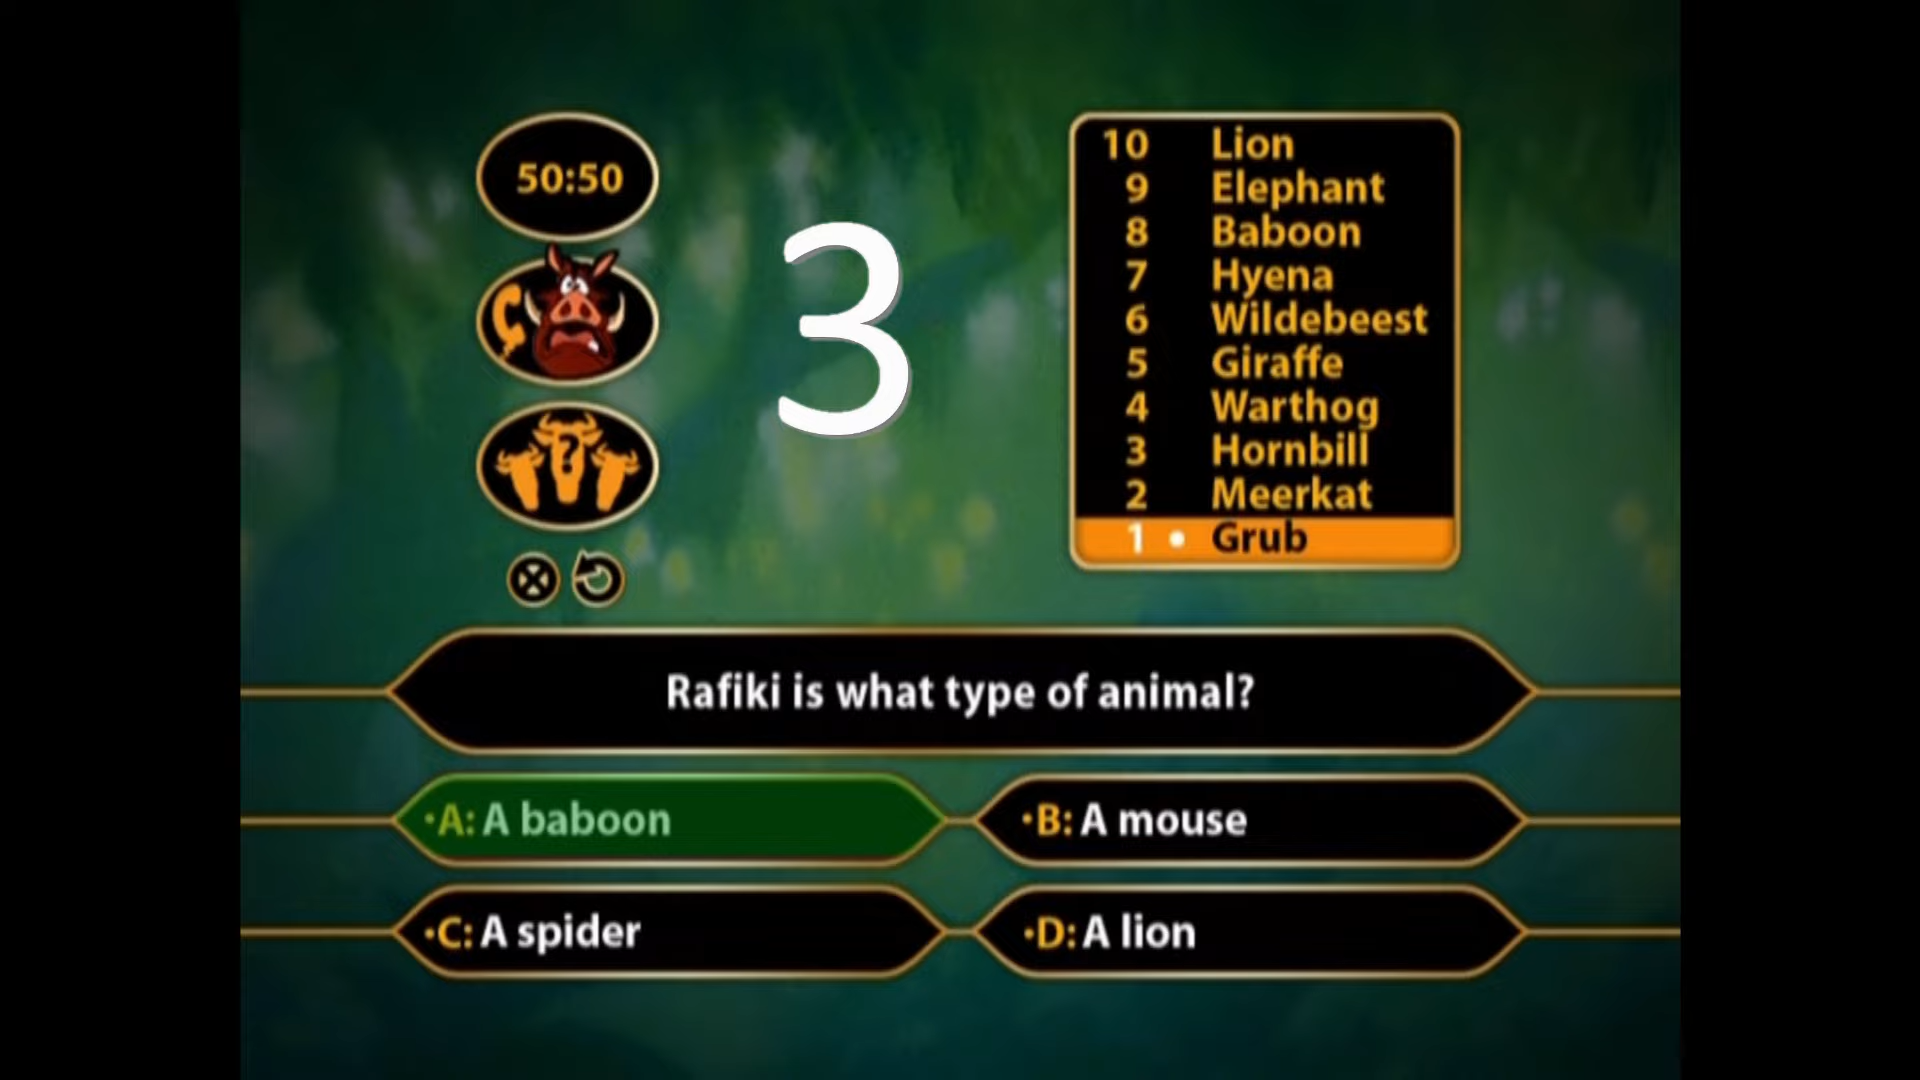 50:50
?
3
10 Lion
9 Elephant
8 Baboon
7 Hyena
6 Wildebeest
5 Giraffe
4 Warthog
3 Hornbill
2 Meerkat
1 • Grub
Rafiki is what type of animal?
•A: A baboon
•B: A mouse
•C: A spider
•D: A lion